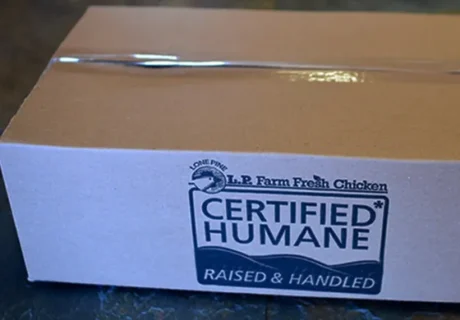 LONE PINE
L.P. Farm Fresh Chicken
CERTIFIED*
HUMANE
RAISED & HANDLED